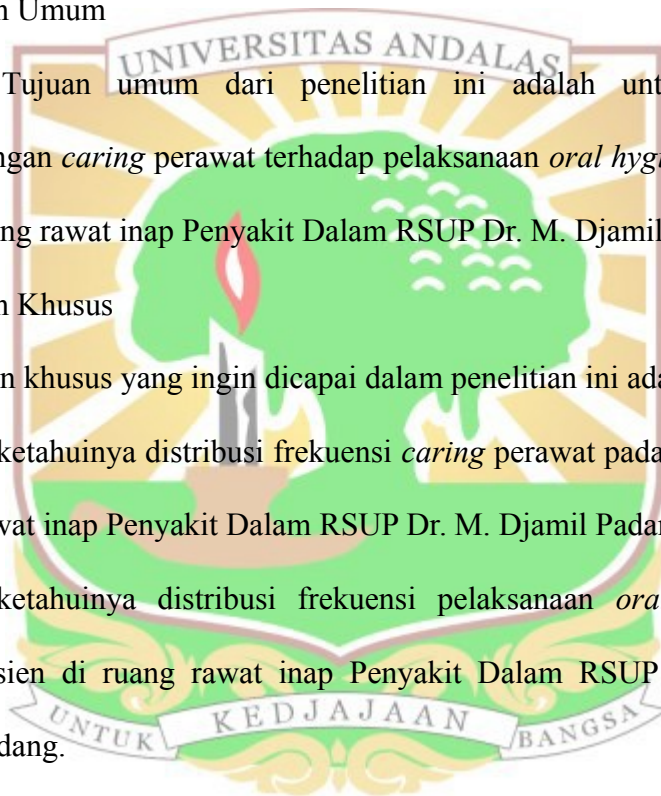 n Umum
UNIVERSITAS ANDALAS
Tujuan umum dari penelitian ini adalah unt
ngan caring perawat terhadap pelaksanaan oral hygi
ng rawat inap Penyakit Dalam RSUP Dr. M. Djamil
n Khusus
n khusus yang ingin dicapai dalam penelitian ini ada
ketahuinya distribusi frekuensi caring perawat pada
wat inap Penyakit Dalam RSUP Dr. M. Djamil Padan
ketahuinya distribusi frekuensi pelaksanaan ora
sien di ruang rawat inap Penyakit Dalam RSUP
dang.
UNTUK KEDJAJAAN BANGSA